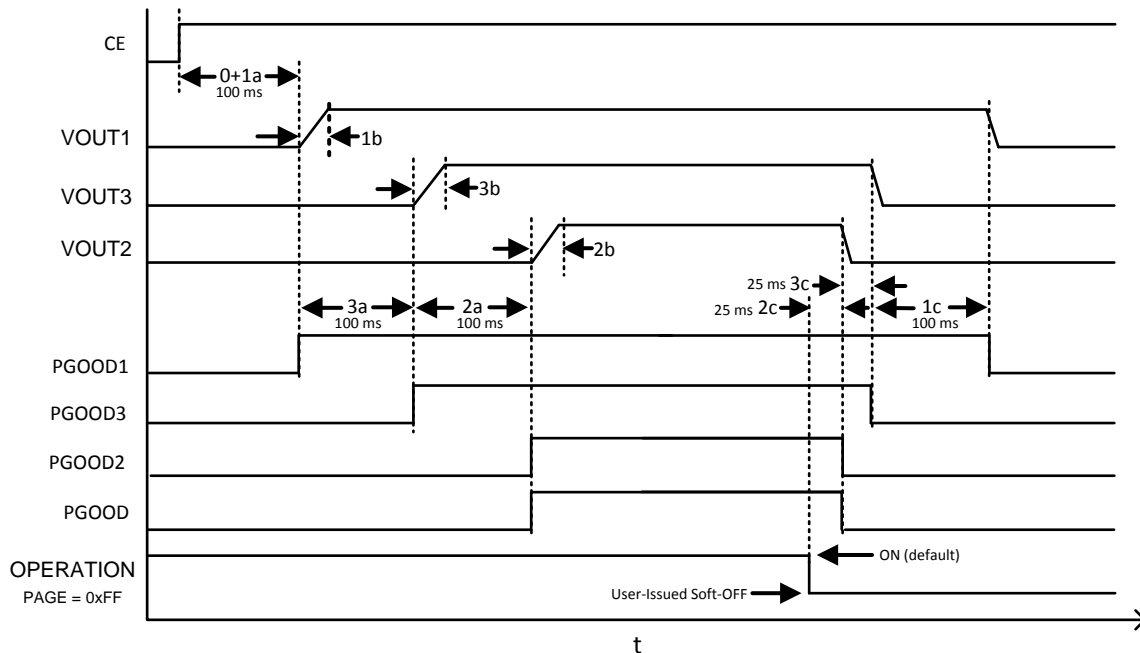 CE
0+1a
100 ms
VOUT1
1b
VOUT3
3b
VOUT2
2b
25 ms 3c
3a
100 ms
2a
100 ms
25 ms 2c
1c
100 ms
PGOOD1
PGOOD3
PGOOD2
PGOOD
ON (default)
OPERATION
PAGE = 0xFF
User-Issued Soft-OFF
t